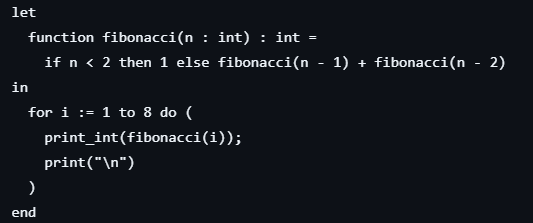 let
  function fibonacci(n : int) : int =
    if n < 2 then 1 else fibonacci(n - 1) + fibonacci(n - 2)
in
  for i := 1 to 8 do (
    print_int(fibonacci(i));
    print("\n")
  )
end